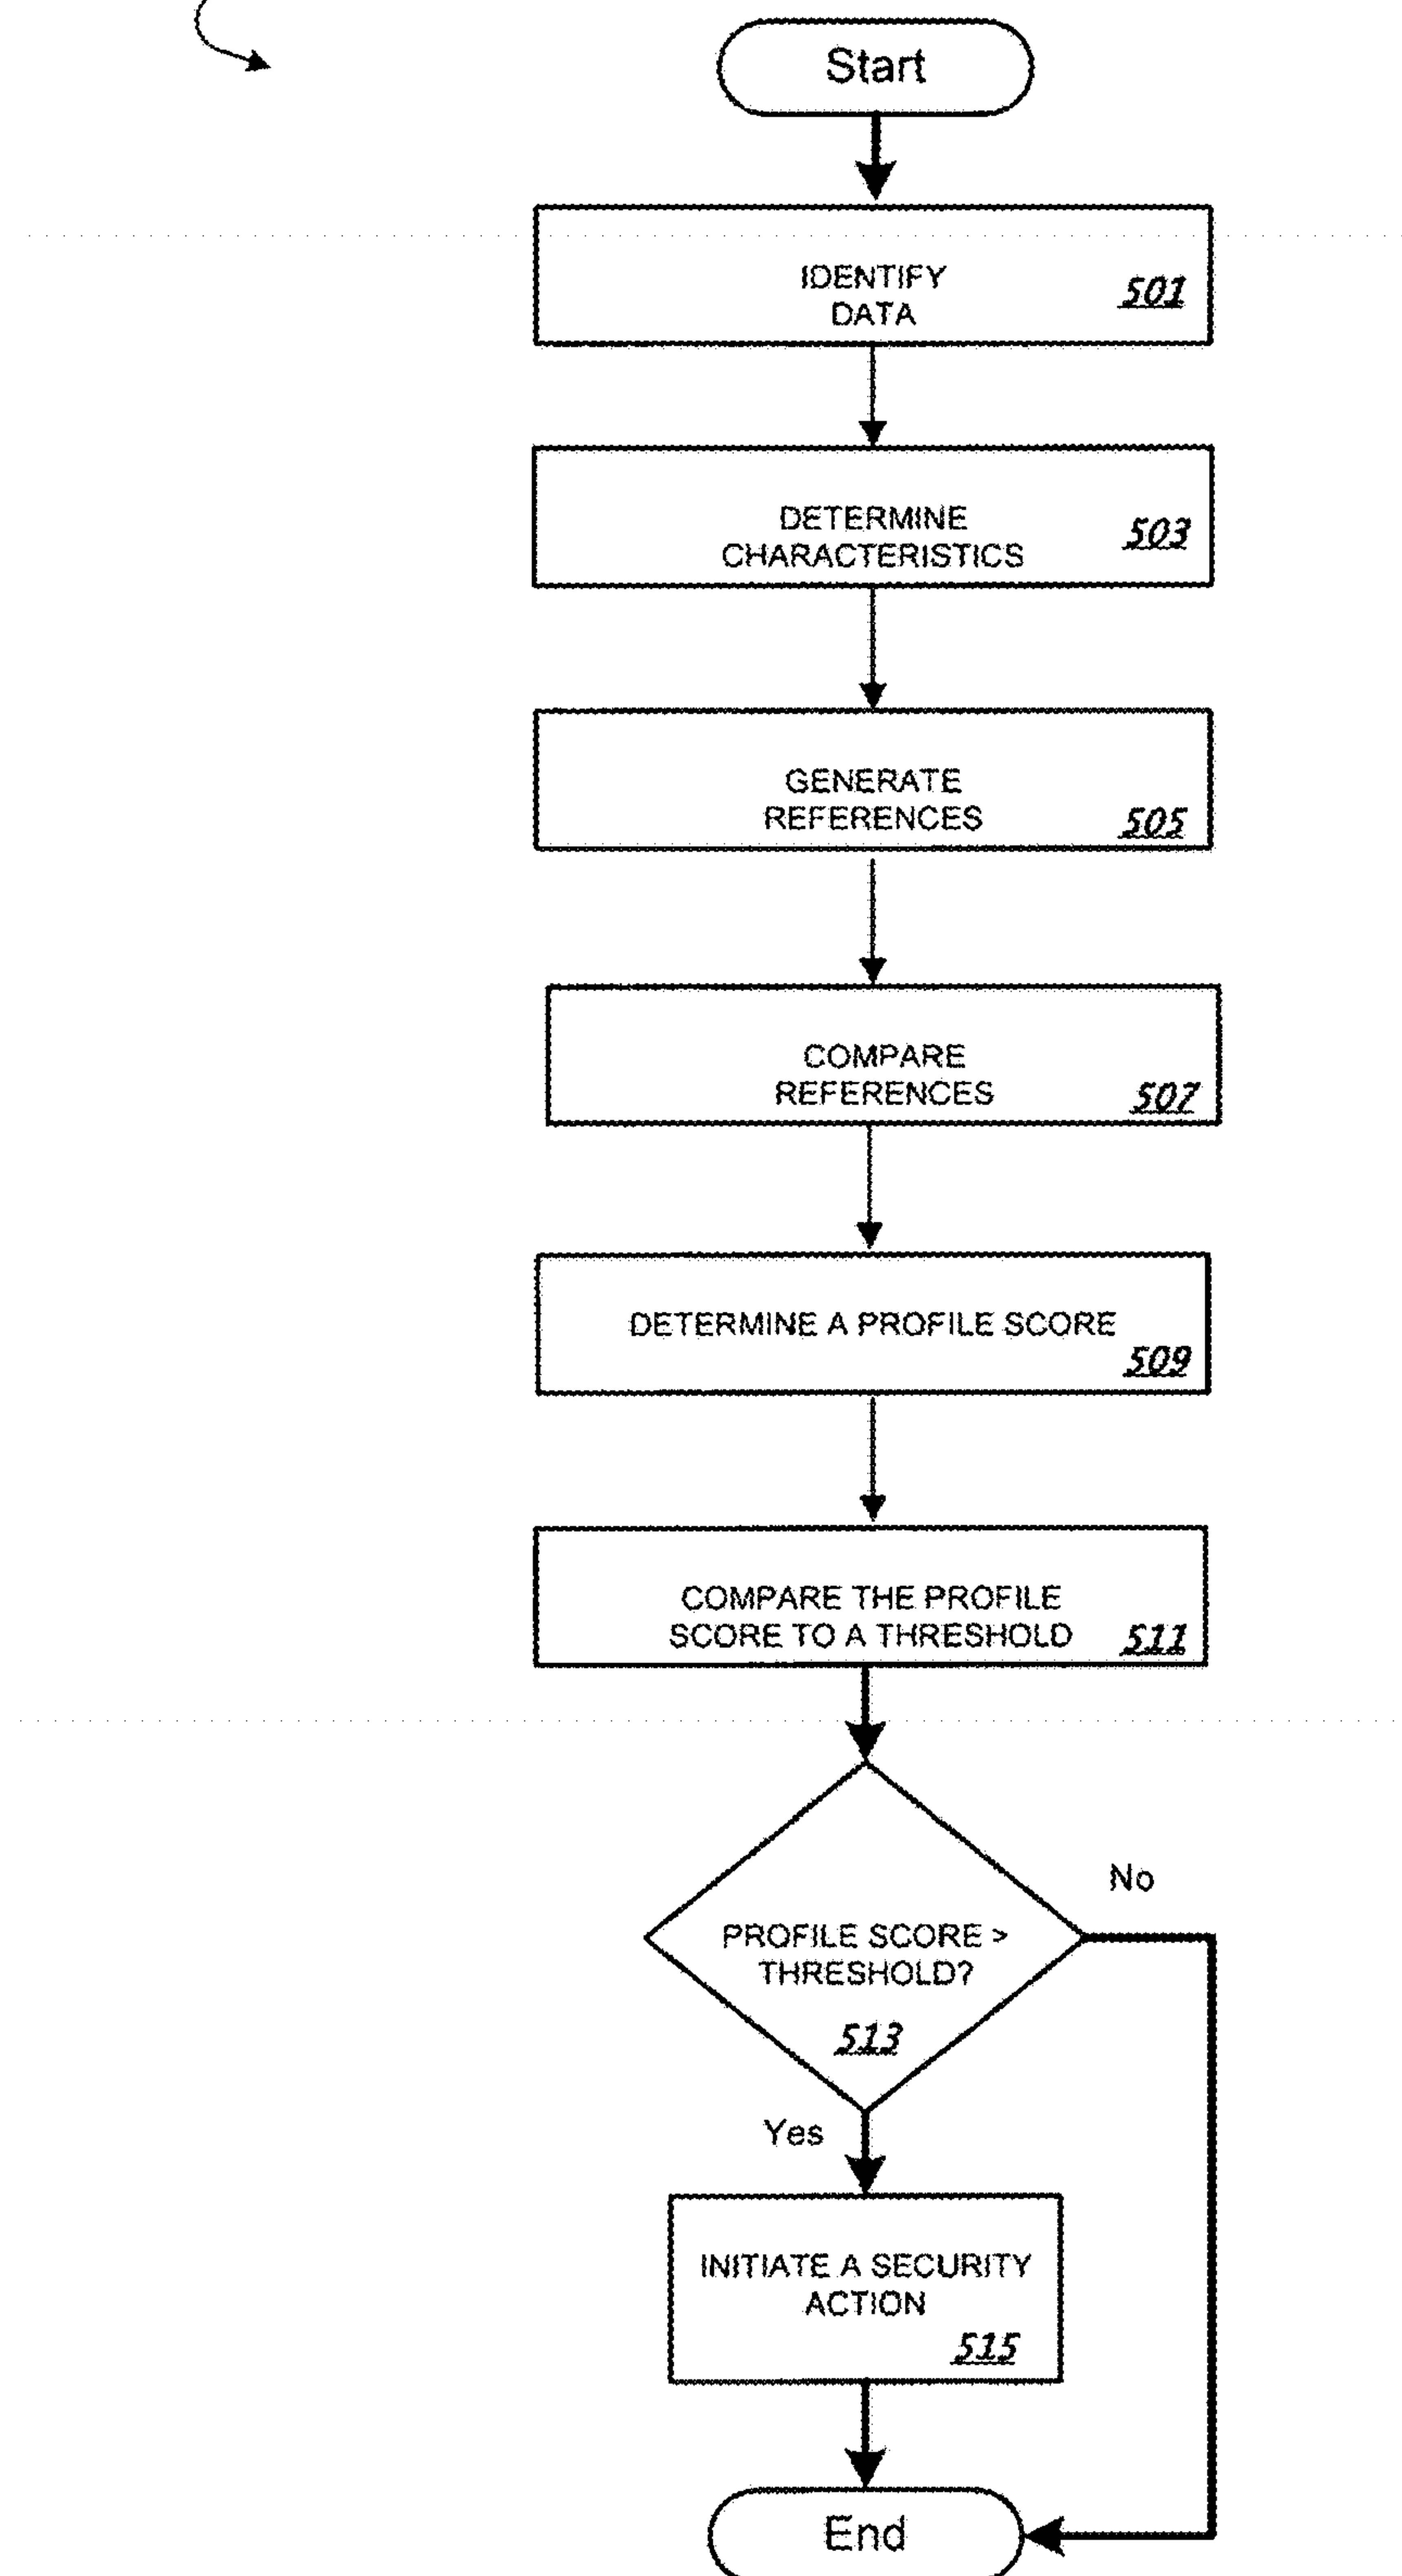 Start
IDENTIFY
DATA
501
DETERMINE
CHARACTERISTICS
503
GENERATE
REFERENCES
505
COMPARE
REFERENCES
507
DETERMINE A PROFILE SCORE
509
COMPARE THE PROFILE
SCORE TO A THRESHOLD
511
No
PROFILE SCORE >
THRESHOLD?
513
Yes
INITIATE A SECURITY
ACTION
515
End